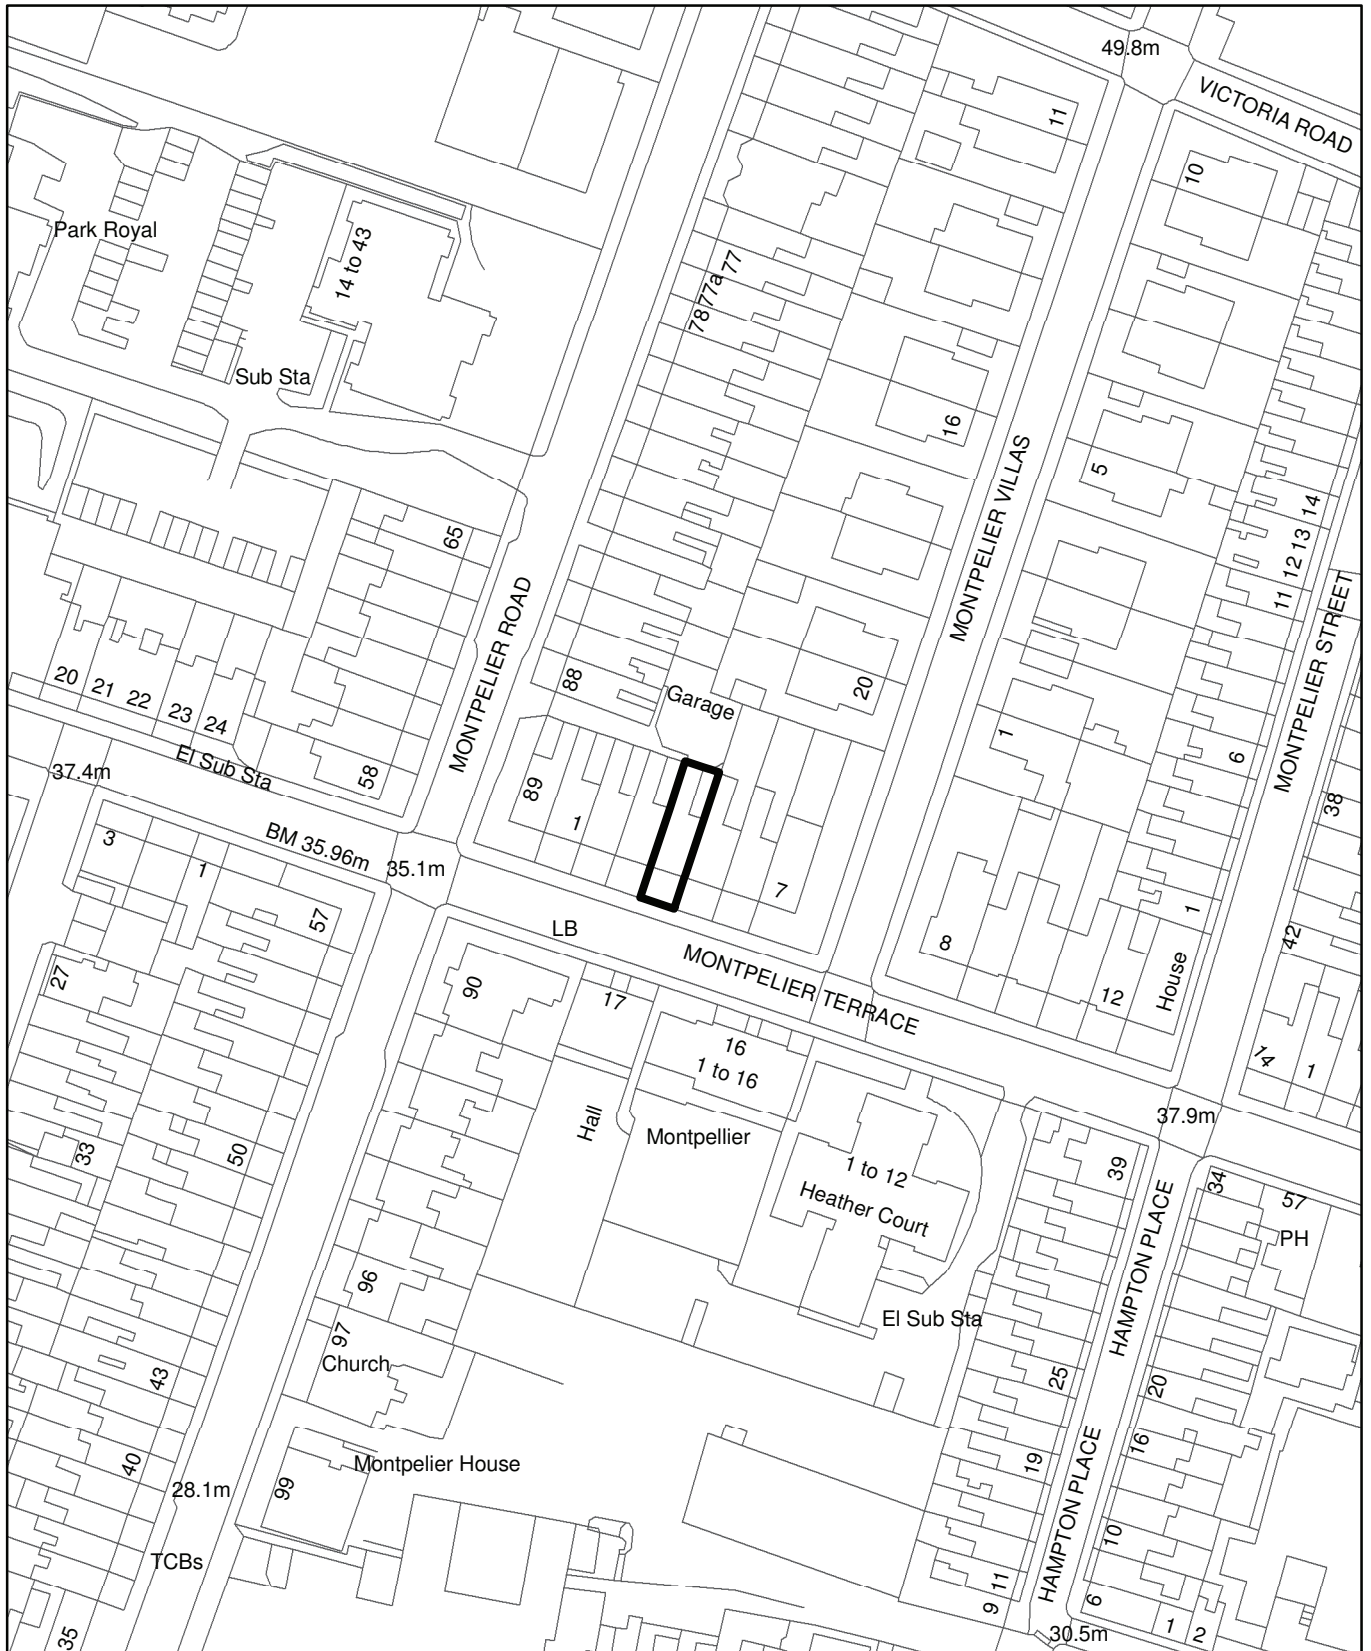 49.8m
VICTORIA ROAD
11
10
Park Royal
14 to 43
77
77a
78
Sub Sta
16
5
14
13
12
11
65
MONTPELIER VILLAS
MONTPELIER ROAD
MONTPELIER STREET
20
21
22
23
24
88
Garage
20
1
6
El Sub Sta
58
37.4m
89
1
38
3
1
BM 35.96m
35.1m
57
7
1
42
LB
8
MONTPELIER TERRACE
House
12
27
90
17
16
1 to 16
14
1
37.9m
Hall
Montpellier
33
50
1 to 12
Heather Court
39
34
57
PH
HAMPTON PLACE
96
97
Church
El Sub Sta
43
25
20
40
Montpelier House
99
28.1m
19
16
HAMPTON PLACE
TCBs
10
11
9
6
1
2
35
30.5m